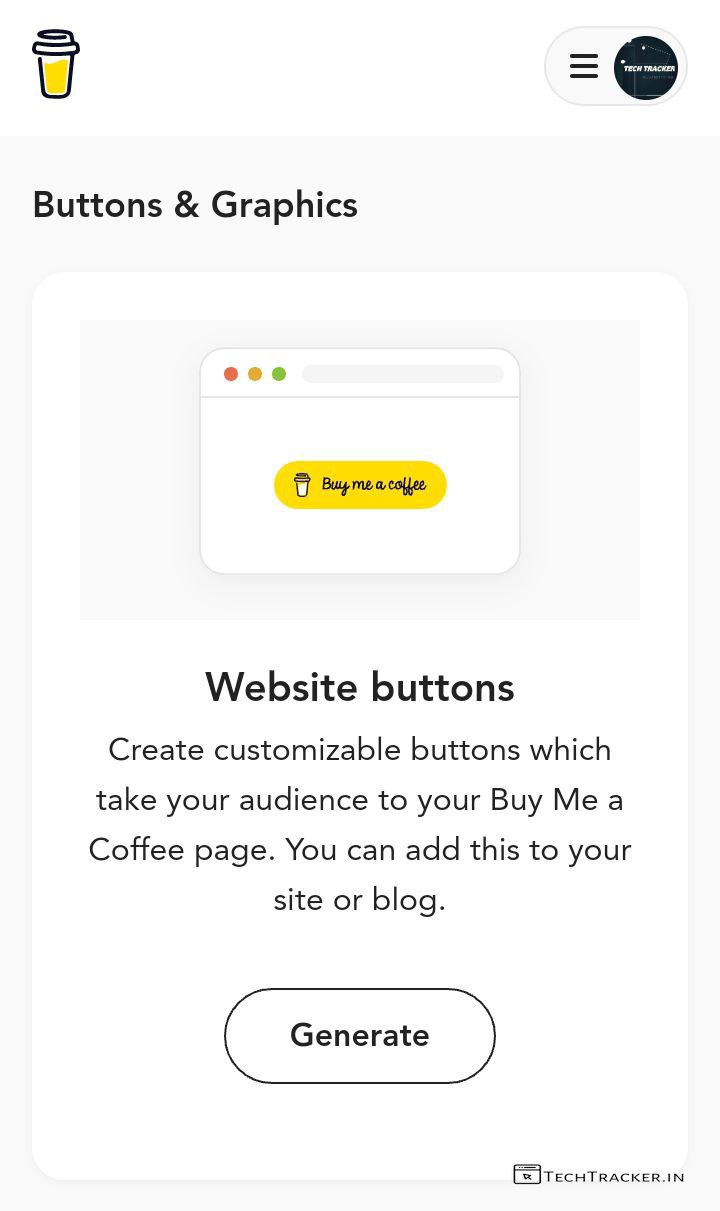 TECH TRACKER
Buttons & Graphics
Buy me a coffee
Website buttons
Create customizable buttons which
take your audience to your Buy Me a
Coffee page. You can add this to your
site or blog.
Generate
TECHTRACKER.IN